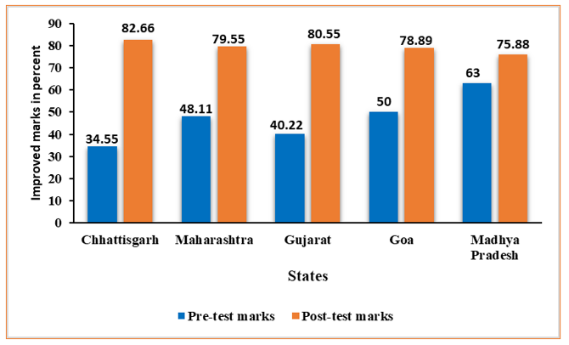 Improved marks in percent
90
80
70
60
50
40
30
20
10
0
34.55
82.66
48.11
79.55
40.22
80.55
50
78.89
63
75.88
Chhattisgarh
Maharashtra
Gujarat
Goa
Madhya
Pradesh
States
Pre-test marks
Post-test marks